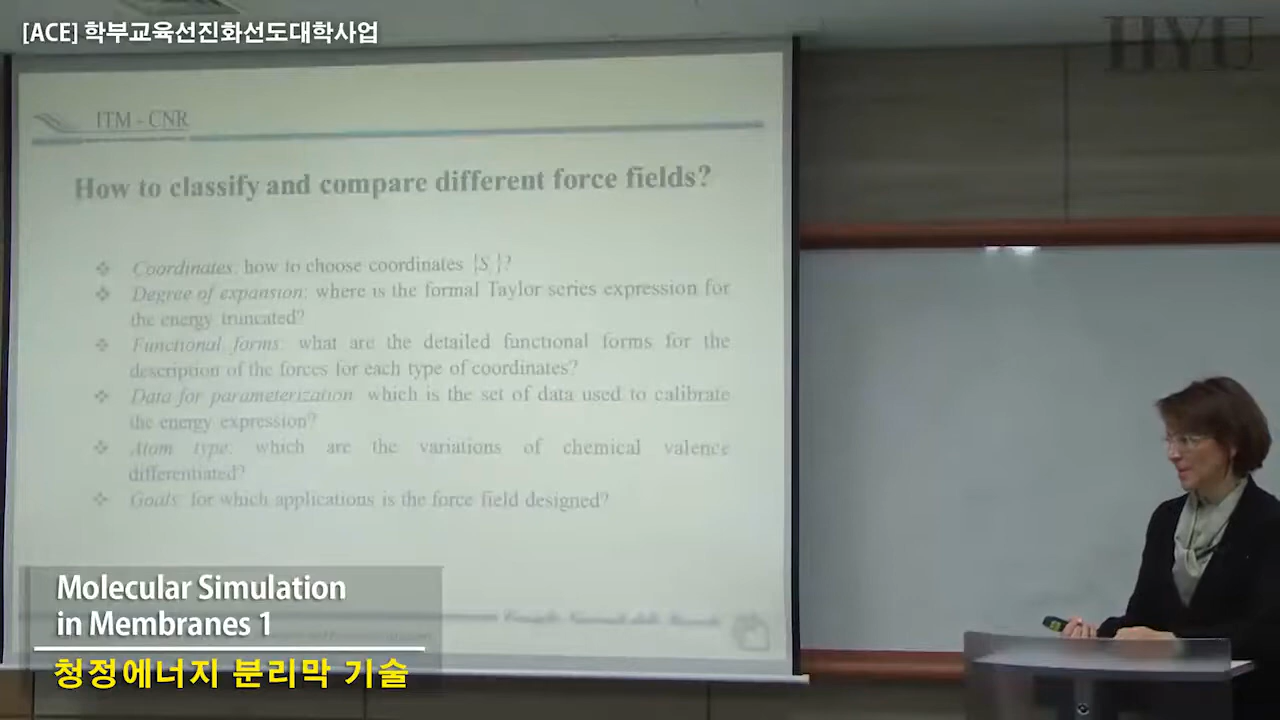 [ACE] 학부교육선진화선도대학사업
HYU
ITM - CNR
How to classify and compare different force fields?
❖ Coordinates: how to choose coordinates {S }?
❖ Degree of expansion: where is the formal Taylor series expression for
the energy truncated?
❖ Functional forms: what are the detailed functional forms for the
description of the forces for each type of coordinates?
❖ Data for parameterization: which is the set of data used to calibrate
the energy expression?
❖ Atom type: which are the variations of chemical valence
differentiated?
❖ Goals: for which applications is the force field designed?
Molecular Simulation
in Membranes 1
청정에너지 분리막 기술